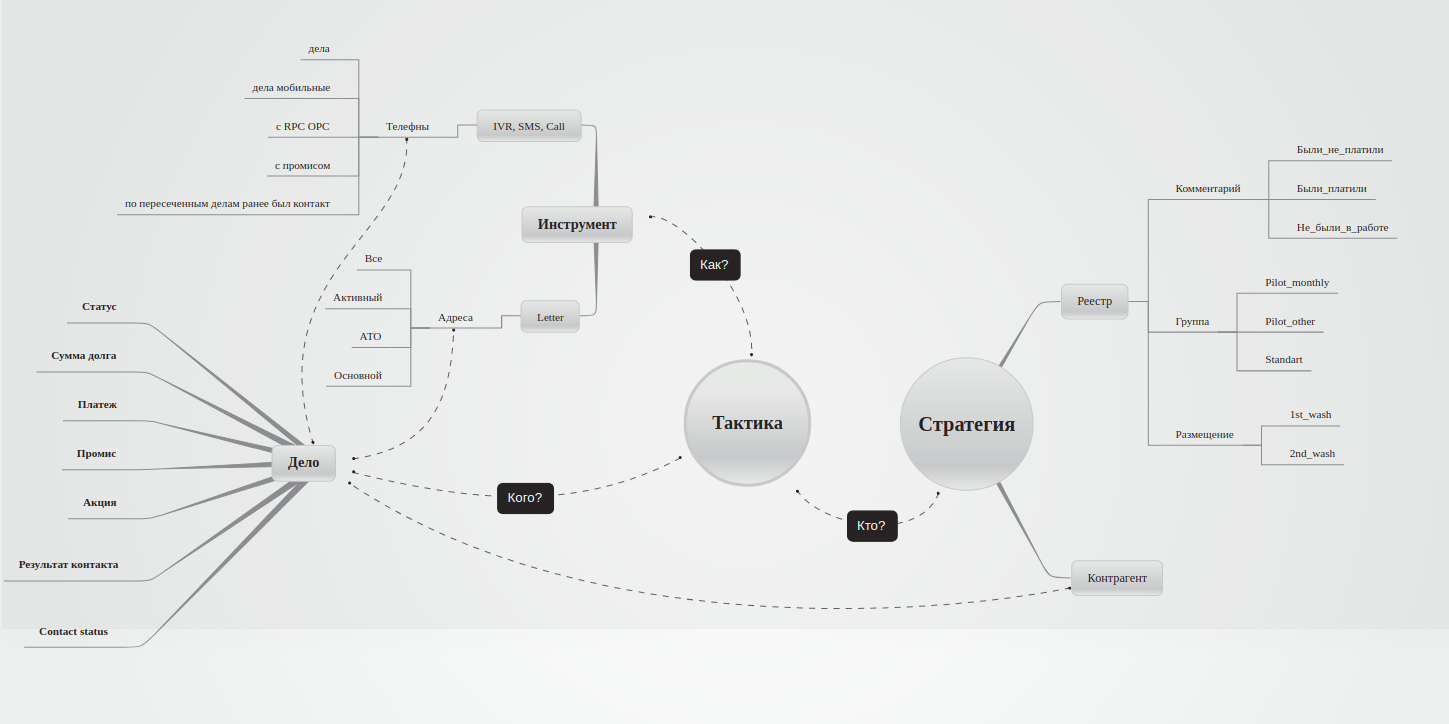 дела
дела мобильные
с RPC OPC
с промисом
по пересеченным делам ранее был контакт
Телефны
IVR, SMS, Call
Инструмент
Как?
Все
Активный
АТО
Основной
Адреса
Letter
Статус
Сумма долга
Платеж
Промис
Акция
Результат контакта
Contact status
Дело
Кого?
Тактика
Кто?
Стратегия
Реестр
Комментарий
Были_не_платили
Были_платили
Не_были_в_работе
Группа
Pilot_monthly
Pilot_other
Standart
Размещение
1st_wash
2nd_wash
Контрагент